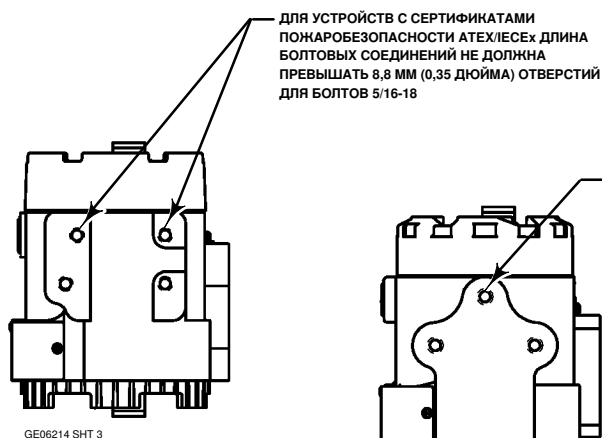 ДЛЯ УСТРОЙСТВ С СЕРТИФИКАТАМИ
ПОЖАРОБЕЗОПАСНОСТИ ATEX/IECEx ДЛИНА
БОЛТОВЫХ СОЕДИНЕНИЙ НЕ ДОЛЖНА
ПРЕВЫШАТЬ 8,8 ММ (0,35 ДЮЙМА) ОТВЕРСТИЙ
ДЛЯ БОЛТОВ 5/16-18
GE06214 SHT 3